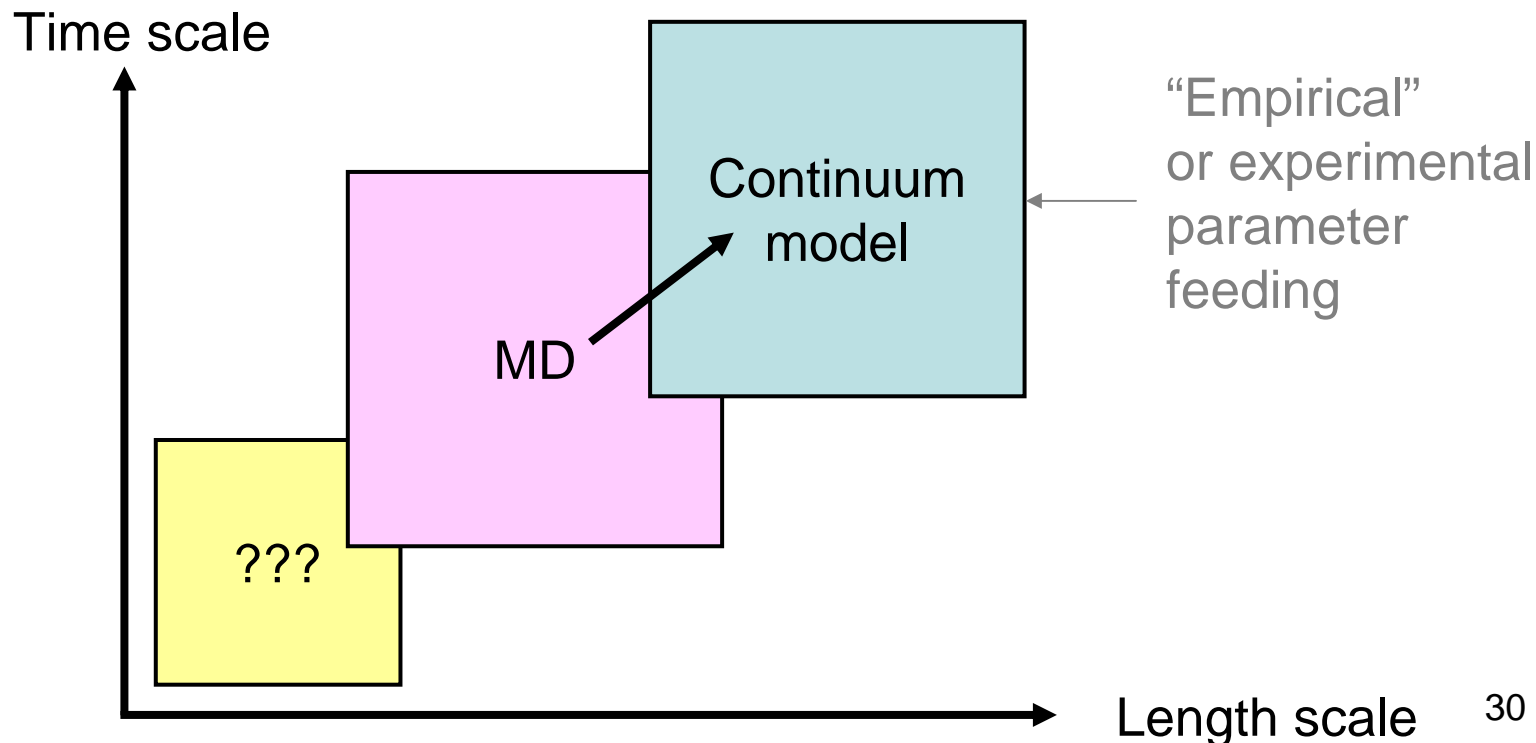 Time scale
“Empirical”
or experimental
parameter
feeding
Continuum
model
MD
???
Length scale
30